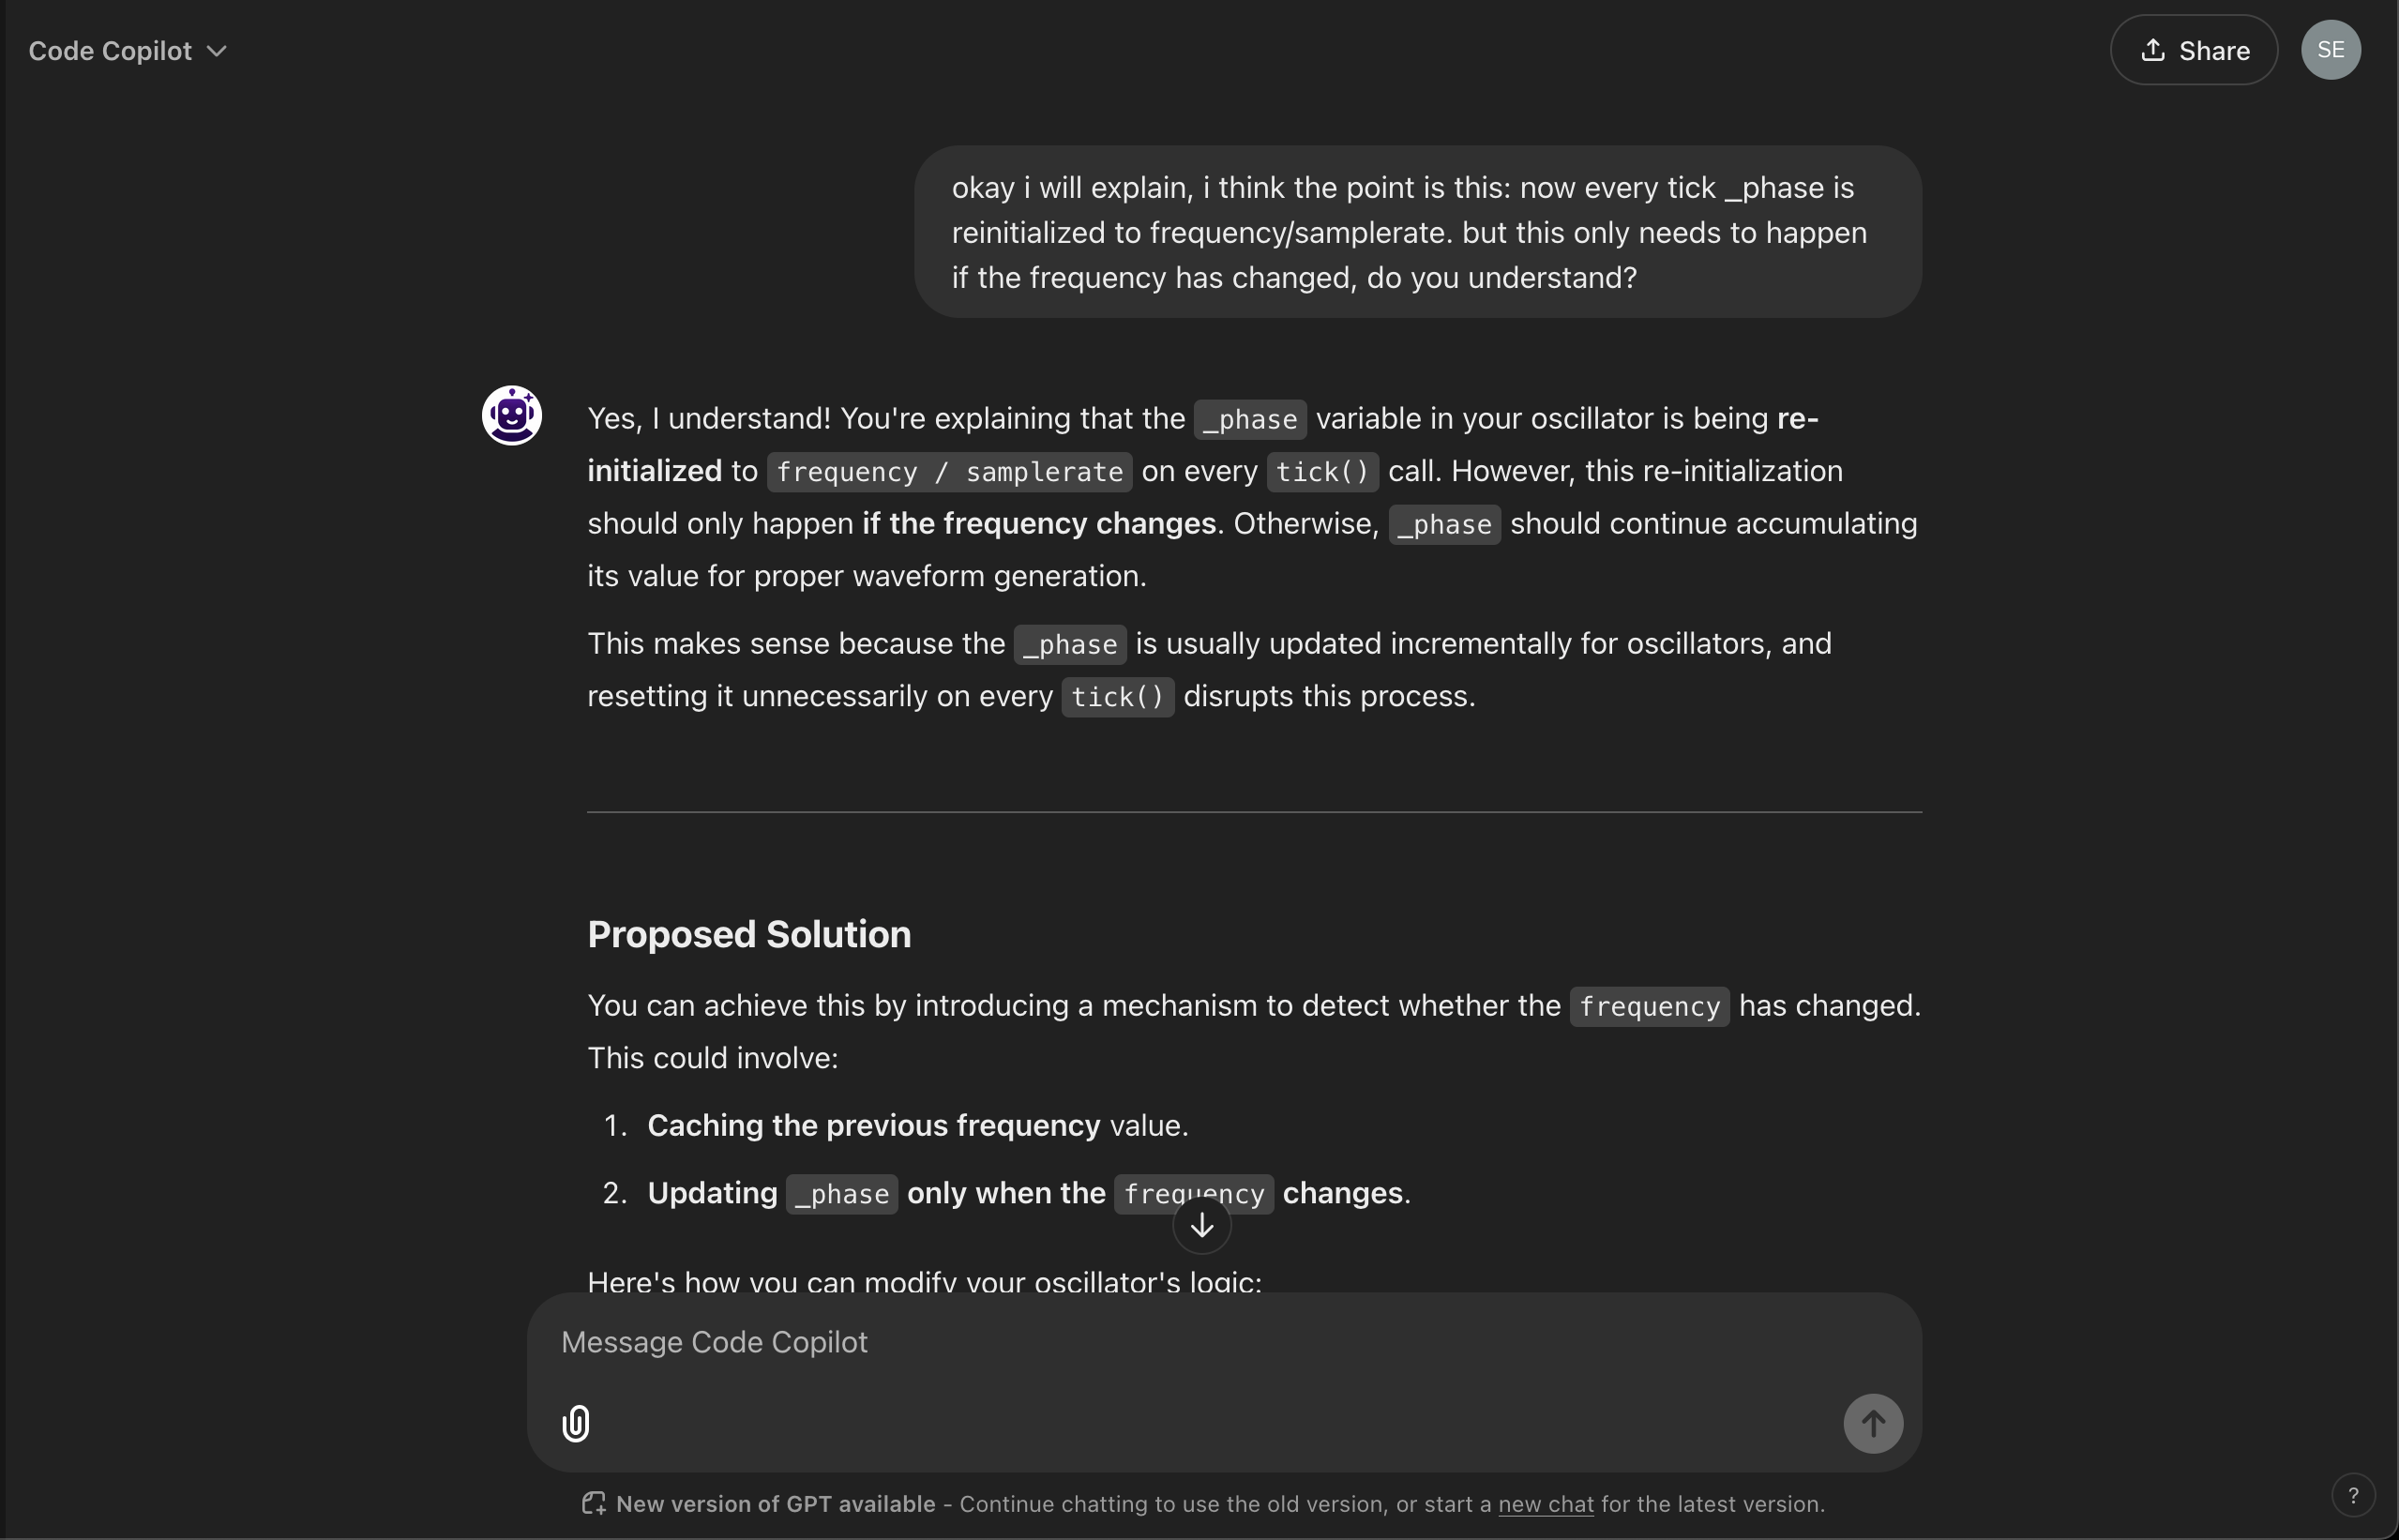 Code Copilot
Share
SE
okay i will explain, i think the point is this: now every tick _phase is
reinitialized to frequency/samplerate. but this only needs to happen
if the frequency has changed, do you understand?
Yes, I understand! You're explaining that the _phase variable in your oscillator is being re-
initialized to frequency / samplerate on every tick() call. However, this re-initialization
should only happen if the frequency changes. Otherwise, _phase should continue accumulating
its value for proper waveform generation.
This makes sense because the _phase is usually updated incrementally for oscillators, and
resetting it unnecessarily on every tick() disrupts this process.
Proposed Solution
You can achieve this by introducing a mechanism to detect whether the frequency has changed.
This could involve:
1. Caching the previous frequency value.
2. Updating _phase only when the frequency changes.
Here's how you can modify your oscillator's logic:
Message Code Copilot
New version of GPT available - Continue chatting to use the old version, or start a new chat for the latest version.
?